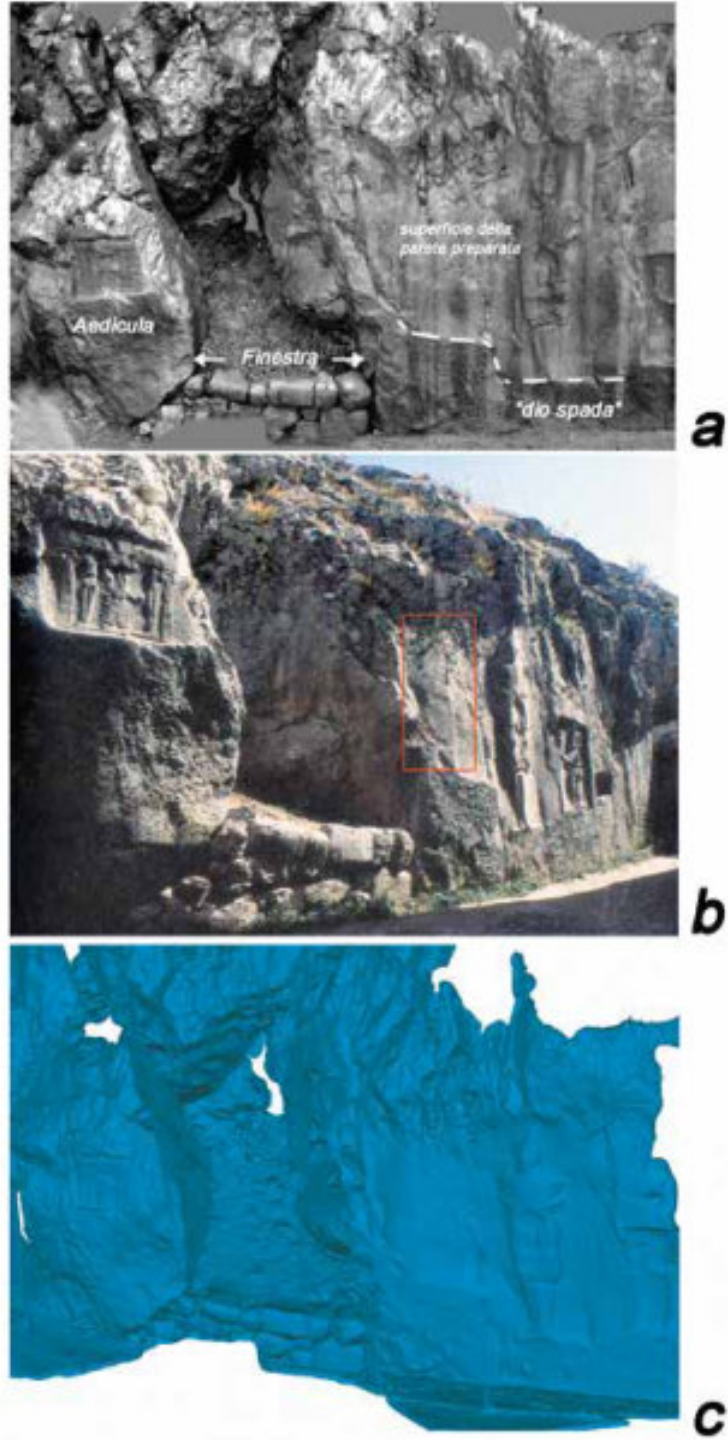 superficie della
parete preparata
Aedicula
Finestra
"dio spada"
a
b
c